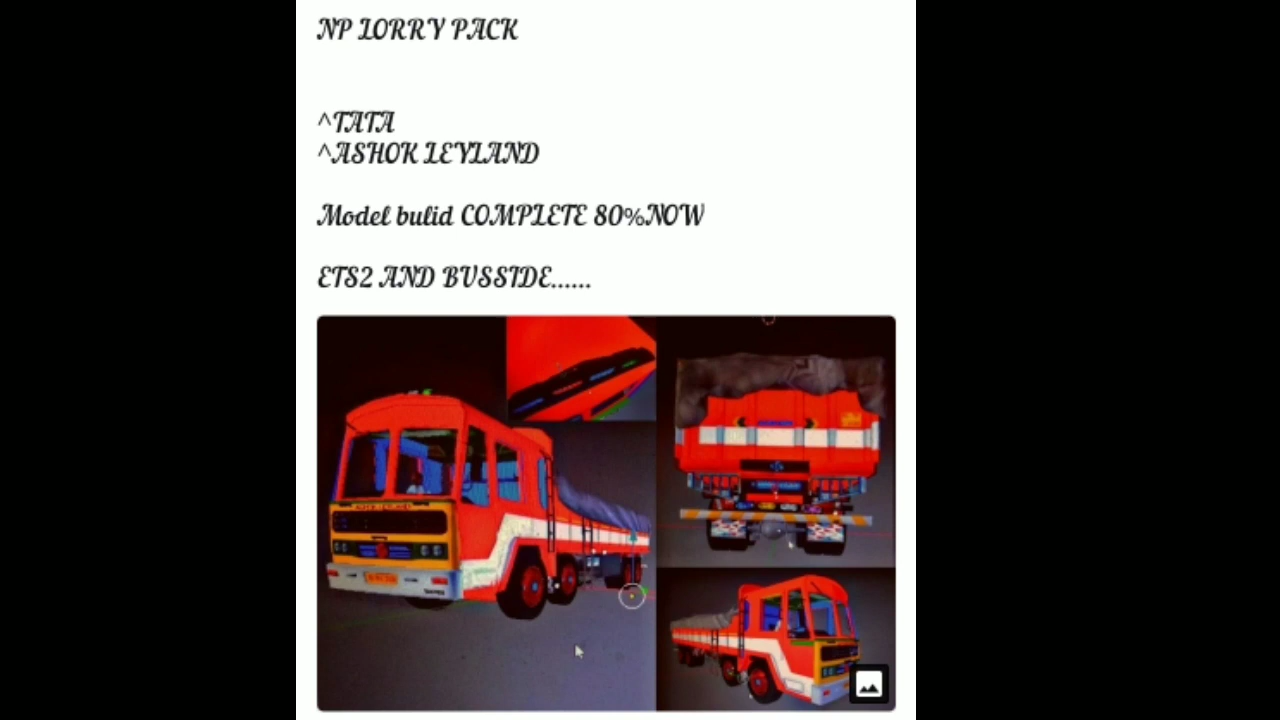 NP LORRY PACK
^TATA
^ASHOK LEYLAND
Model bulid COMPLETE 80%NOW
ETS2 AND BUSSIDE......